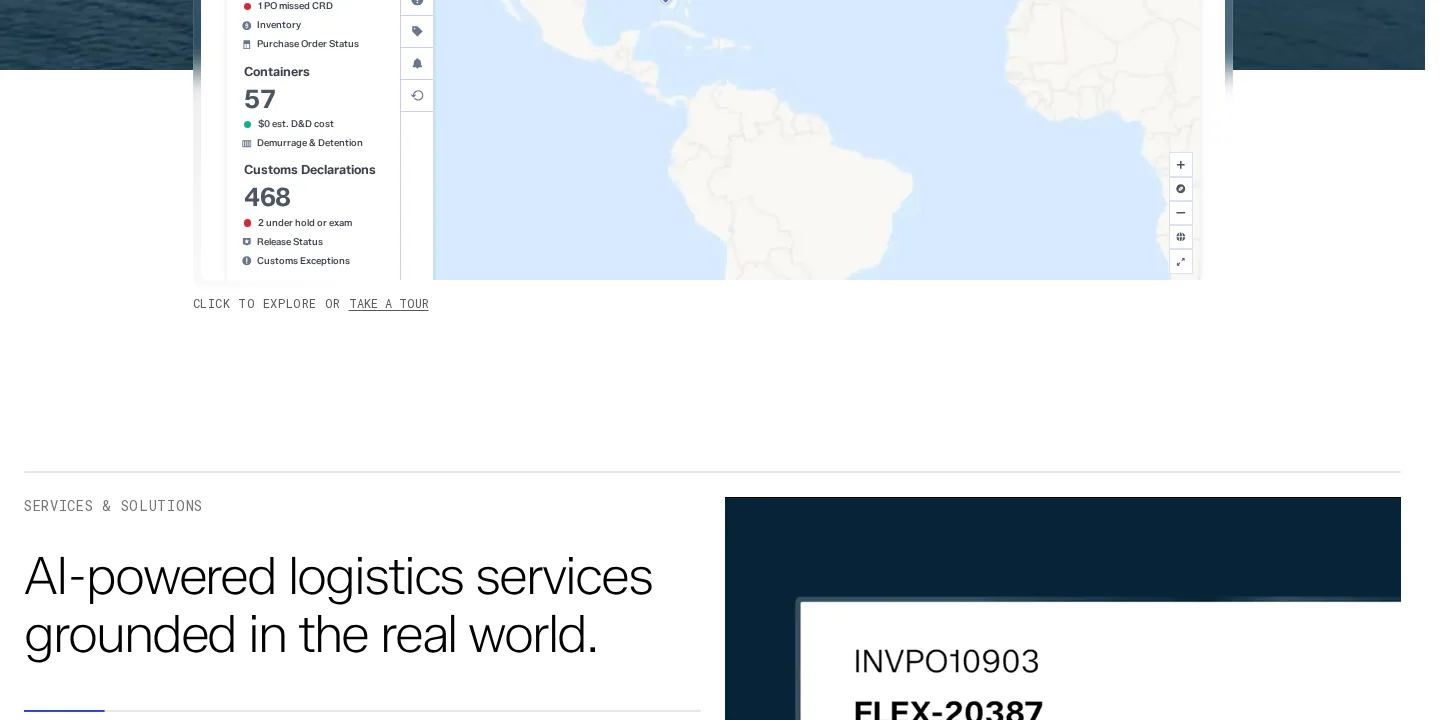 1 PO missed CRD
Inventory
Purchase Order Status
Containers
57
$0 est. D&D cost
Demurrage & Detention
Customs Declarations
468
2 under hold or exam
Release Status
Customs Exceptions
CLICK TO EXPLORE OR TAKE A TOUR
SERVICES & SOLUTIONS
AI-powered logistics services
grounded in the real world.
INVPO10903
FLEX-20387